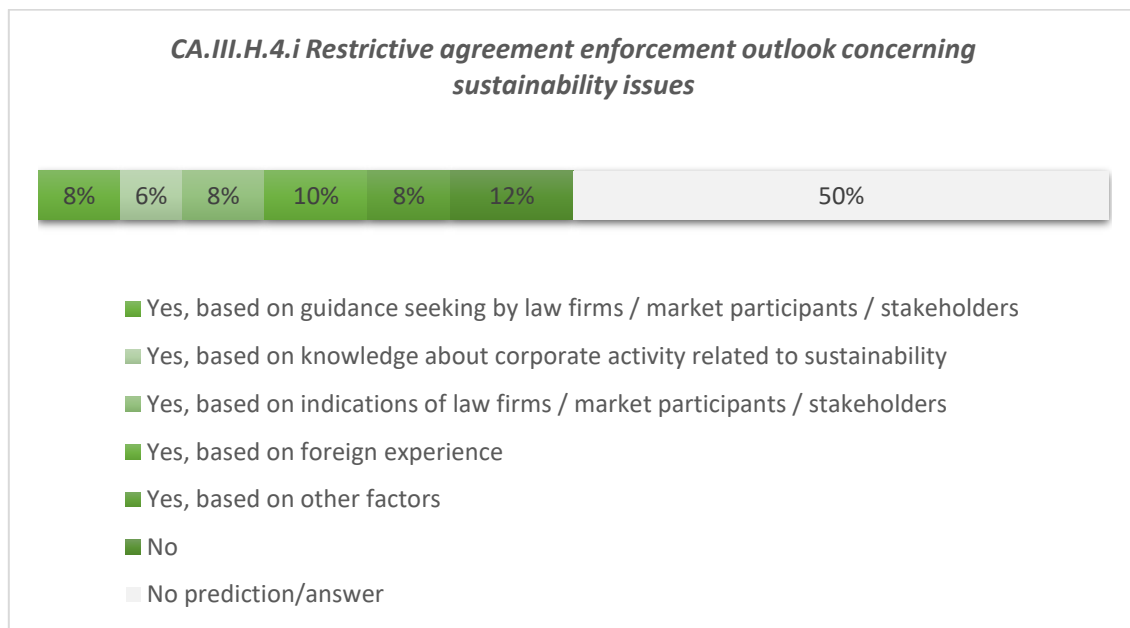 CA.III.H.4.i Restrictive agreement enforcement outlook concerning
sustainability issues
8% 6% 8% 10% 8% 12% 50%
Yes, based on guidance seeking by law firms / market participants / stakeholders
Yes, based on knowledge about corporate activity related to sustainability
Yes, based on indications of law firms / market participants / stakeholders
Yes, based on foreign experience
Yes, based on other factors
No
No prediction/answer